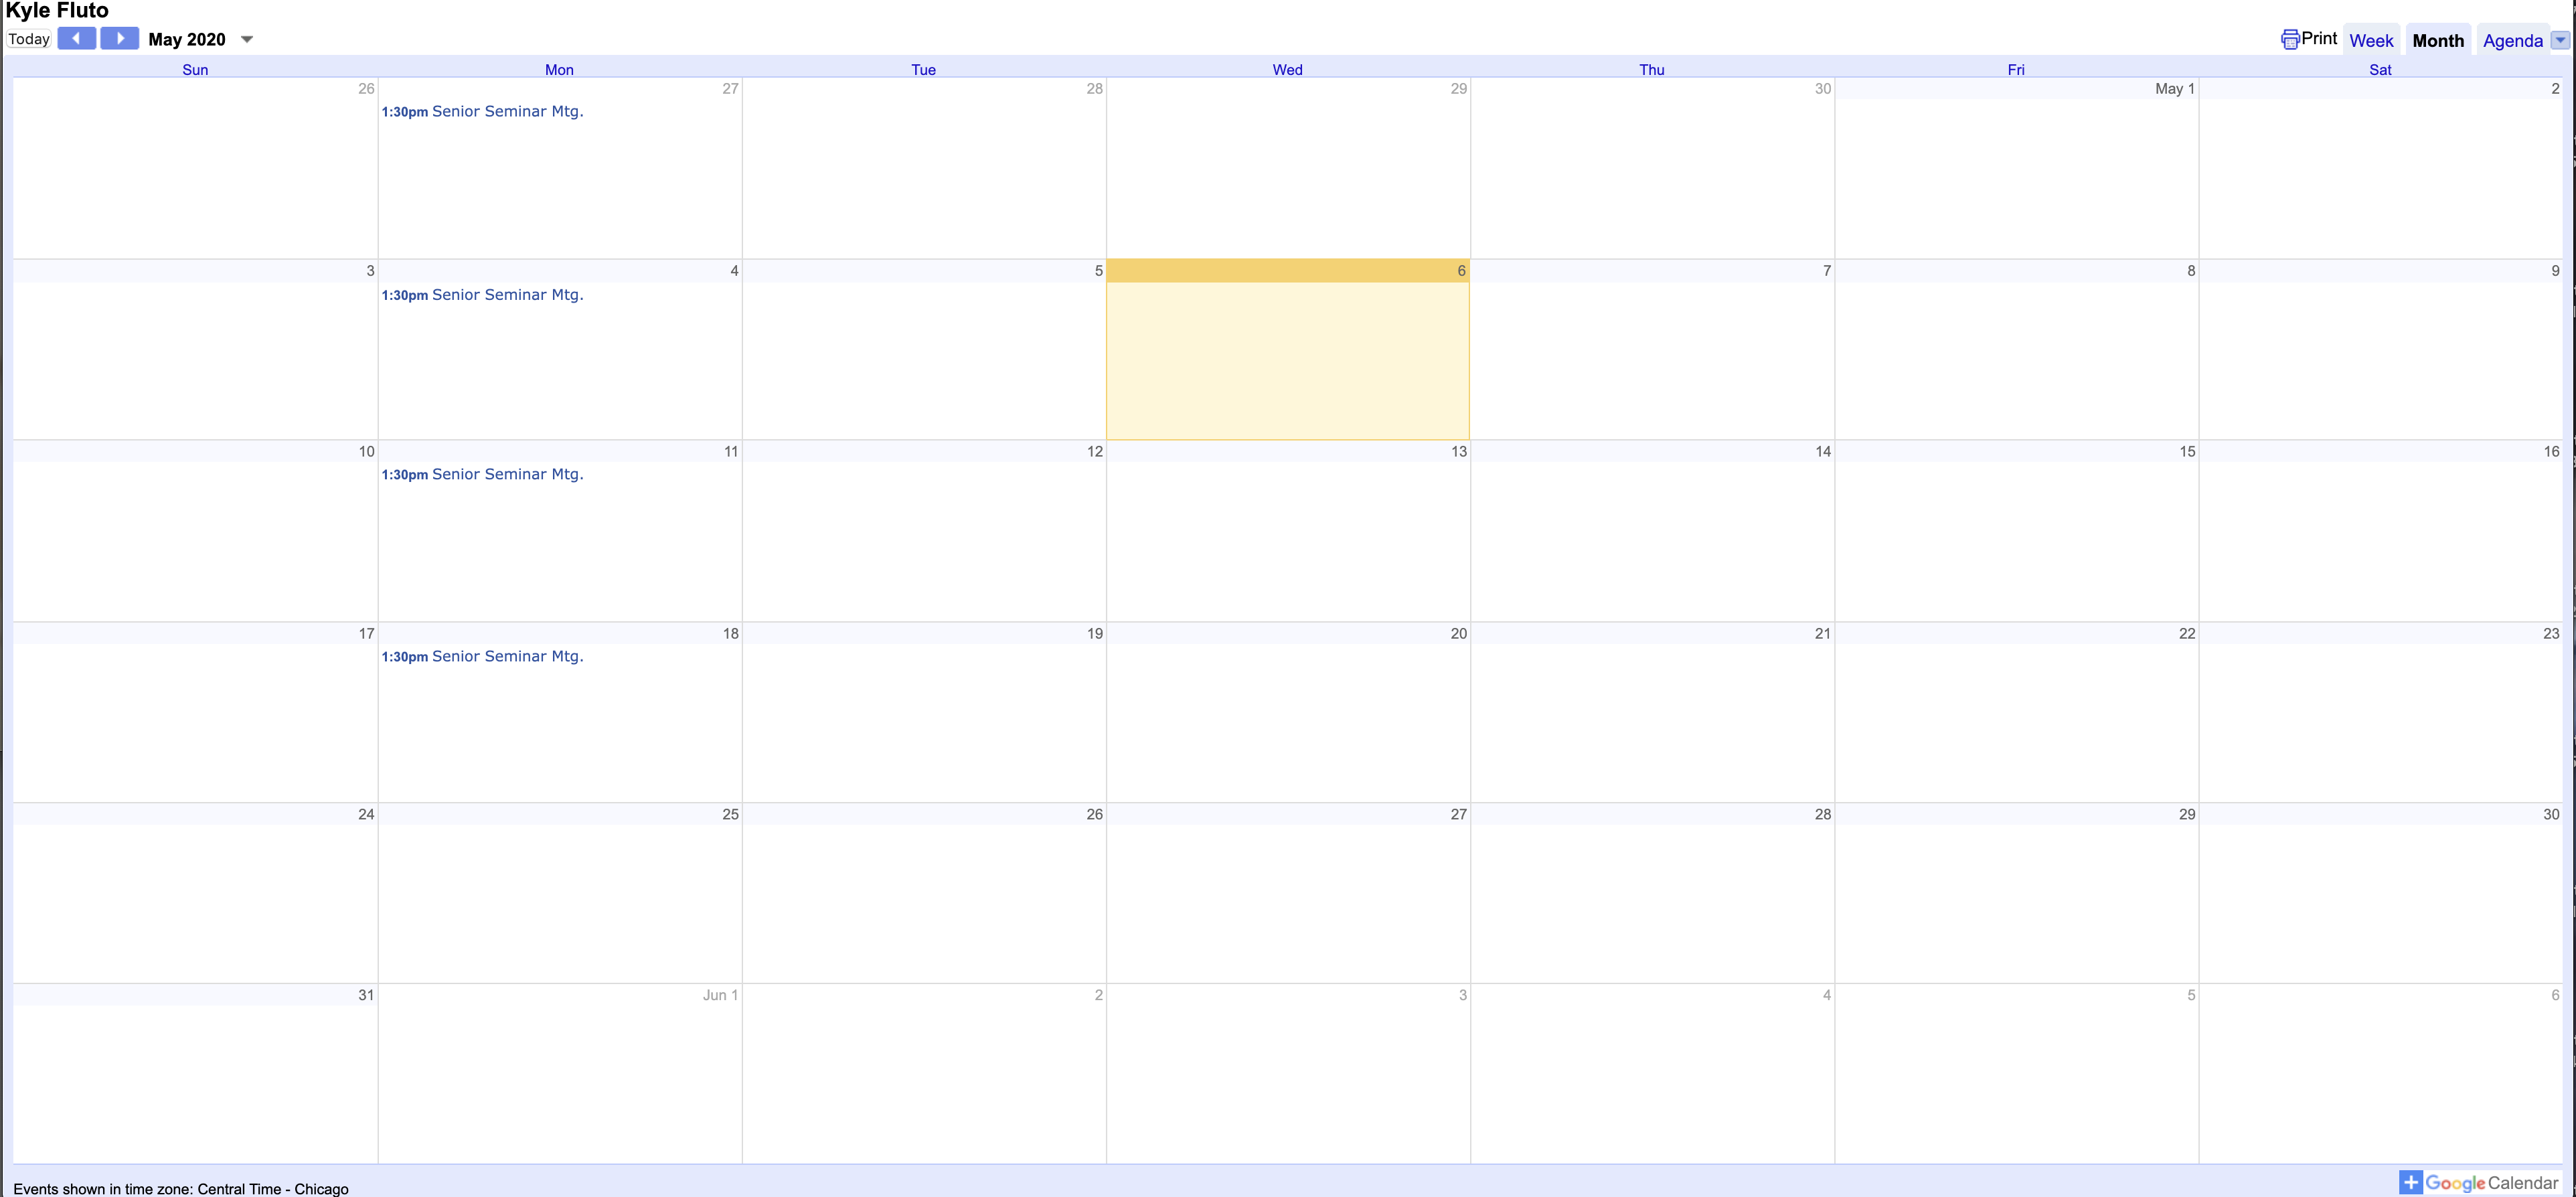 Kyle Fluto
Today May 2020 Print Week Month Agenda
Sun Mon Tue Wed Thu Fri Sat
26 27 28 29 30 May 1 2
1:30pm Senior Seminar Mtg.
3 4 5 6 7 8 9
1:30pm Senior Seminar Mtg.
10 11 12 13 14 15 16
1:30pm Senior Seminar Mtg.
17 18 19 20 21 22 23
1:30pm Senior Seminar Mtg.
24 25 26 27 28 29 30
31 Jun 1 2 3 4 5 6
Events shown in time zone: Central Time - Chicago
+ Google Calendar